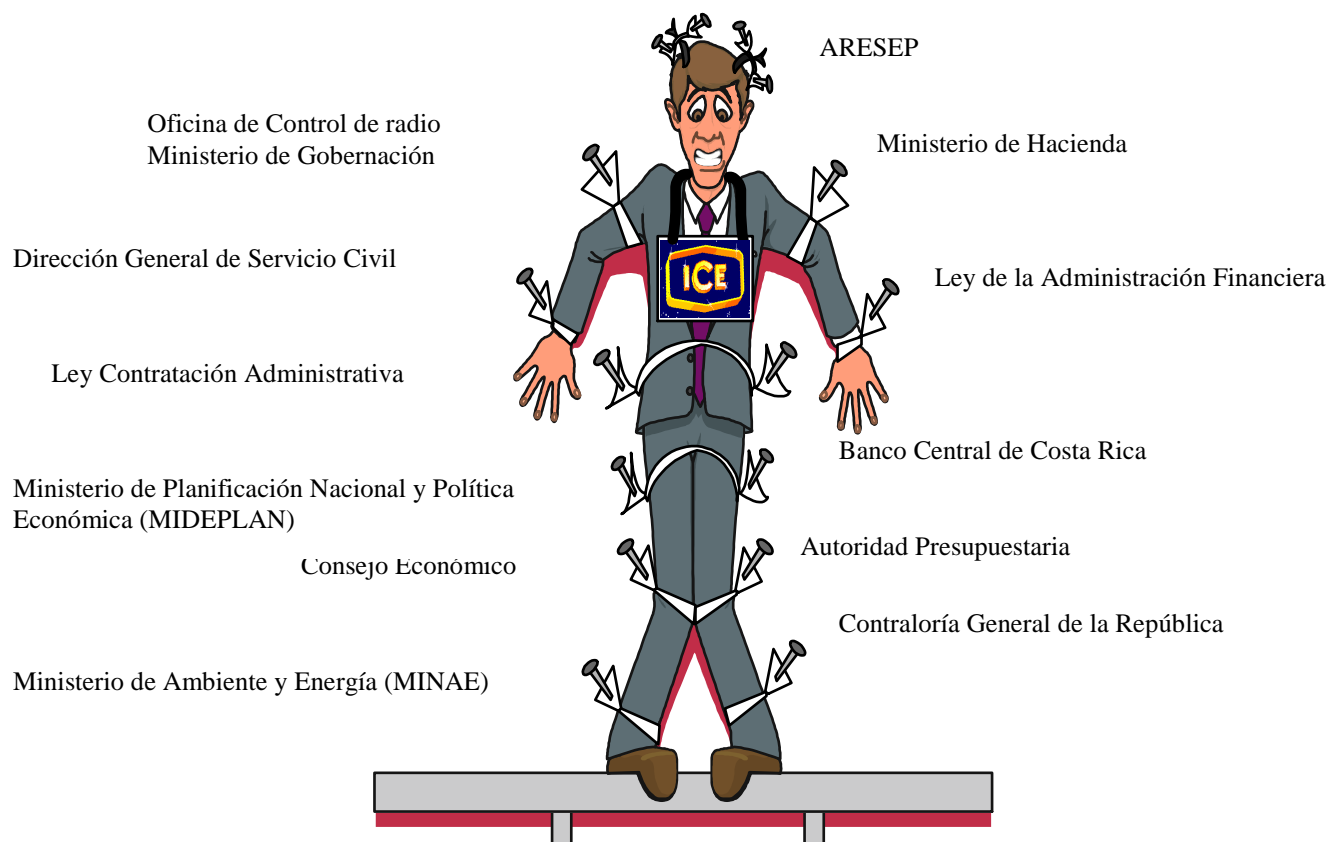 ARESEP
Oficina de Control de radio
Ministerio de Gobernación
Ministerio de Hacienda
Dirección General de Servicio Civil
Ley de la Administración Financiera
ICE
Ley Contratación Administrativa
Banco Central de Costa Rica
Ministerio de Planificación Nacional y Política
Económica (MIDEPLAN)
Autoridad Presupuestaria
Consejo Económico
Contraloría General de la República
Ministerio de Ambiente y Energía (MINAE)